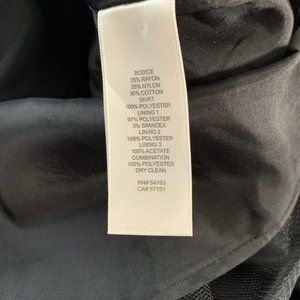 BODICE
35% RAYON
35% NYLON
30% COTTON
SKIRT
100% POLYESTER
LINING 1
97% POLYESTER
3% SPANDEX
LINING 2
100% POLYESTER
LINING 3
100% ACETATE
COMBINATION
100% POLYESTER
DRY CLEAN
RN# 54163
CA# 57151